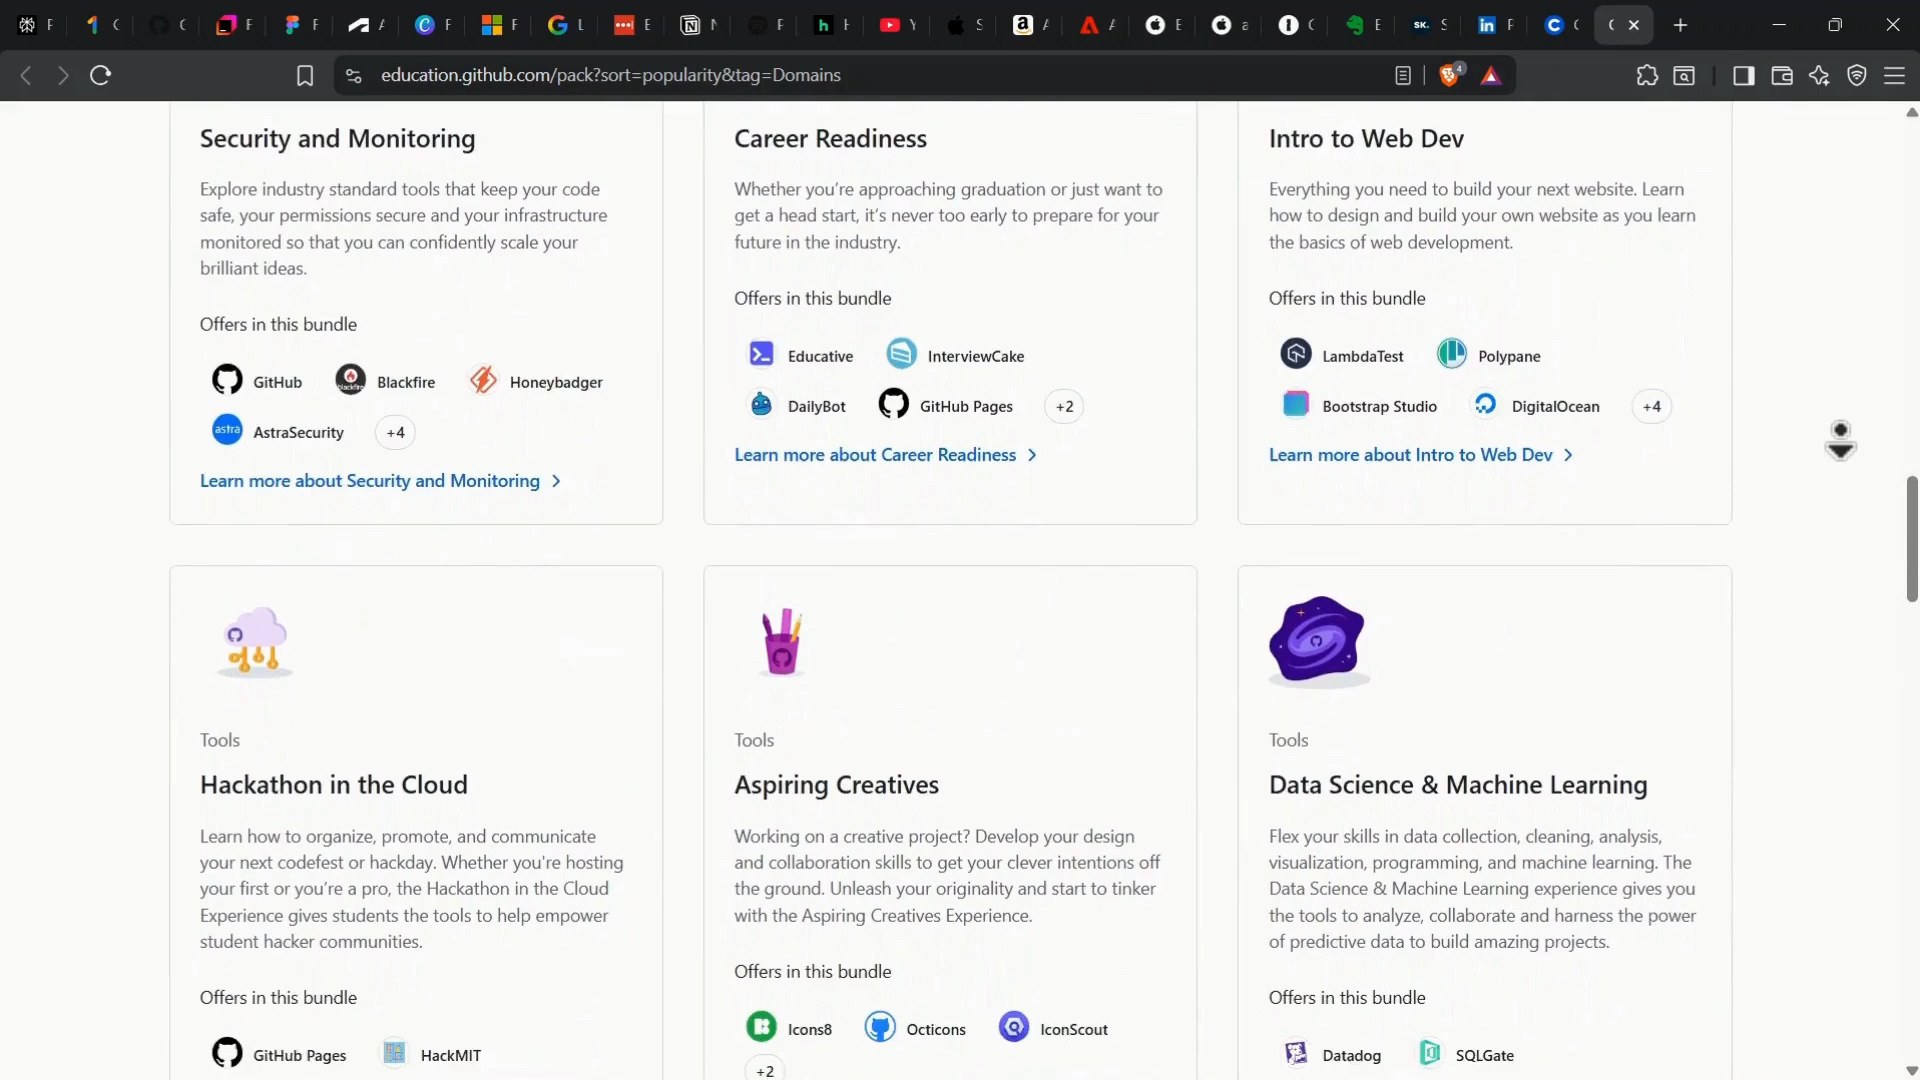 education.github.com/pack?sort=popularity&tag=Domains
4
Security and Monitoring
Explore industry standard tools that keep your code
safe, your permissions secure and your infrastructure
monitored so that you can confidently scale your
brilliant ideas.
Offers in this bundle
GitHub
Blackfire
Honeybadger
astra
AstraSecurity
+4
Learn more about Security and Monitoring
Career Readiness
Whether you're approaching graduation or just want to
get a head start, it's never too early to prepare for your
future in the industry.
Offers in this bundle
Educative
InterviewCake
DailyBot
GitHub Pages
+2
Learn more about Career Readiness
Intro to Web Dev
Everything you need to build your next website. Learn
how to design and build your own website as you learn
the basics of web development.
Offers in this bundle
LambdaTest
Polypane
Bootstrap Studio
DigitalOcean
+4
Learn more about Intro to Web Dev
Tools
Hackathon in the Cloud
Learn how to organize, promote, and communicate
your next codefest or hackday. Whether you're hosting
your first or you're a pro, the Hackathon in the Cloud
Experience gives students the tools to help empower
student hacker communities.
Offers in this bundle
GitHub Pages
HackMIT
Tools
Aspiring Creatives
Working on a creative project? Develop your design
and collaboration skills to get your clever intentions off
the ground. Unleash your originality and start to tinker
with the Aspiring Creatives Experience.
Offers in this bundle
Icons8
Octicons
IconScout
+2
Tools
Data Science & Machine Learning
Flex your skills in data collection, cleaning, analysis,
visualization, programming, and machine learning. The
Data Science & Machine Learning experience gives you
the tools to analyze, collaborate and harness the power
of predictive data to build amazing projects.
Offers in this bundle
Datadog
SQLGate